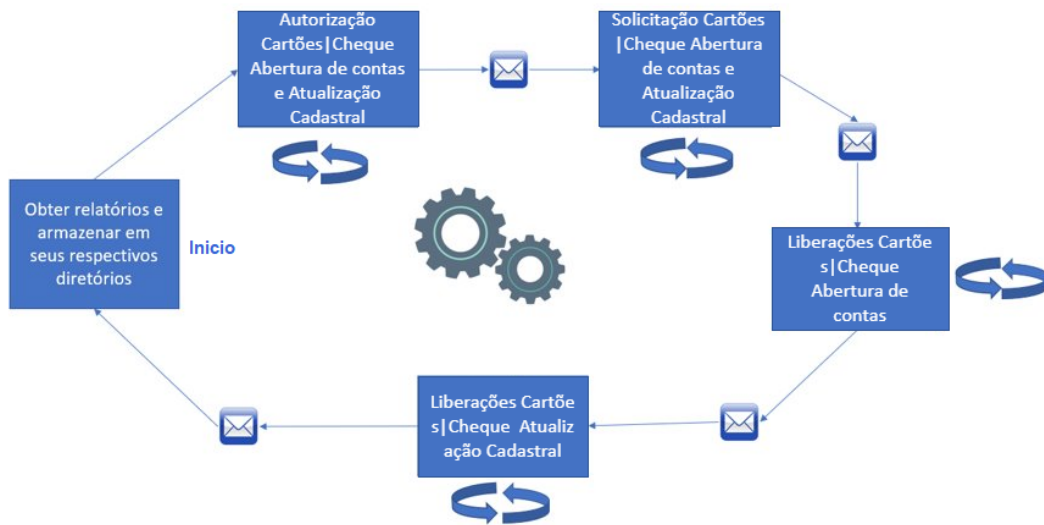 Autorização
Cartões|Cheque
Abertura de contas
e Atualização
Cadastral
Solicitação Cartões
|Cheque Abertura
de contas e
Atualização
Cadastral
Obter relatórios e
armazenar em
seus respectivos
diretórios
Inicio
Liberações Cartõe
s|Cheque
Abertura de
contas
Liberações Cartõe
s|Cheque Atualiz
ação Cadastral